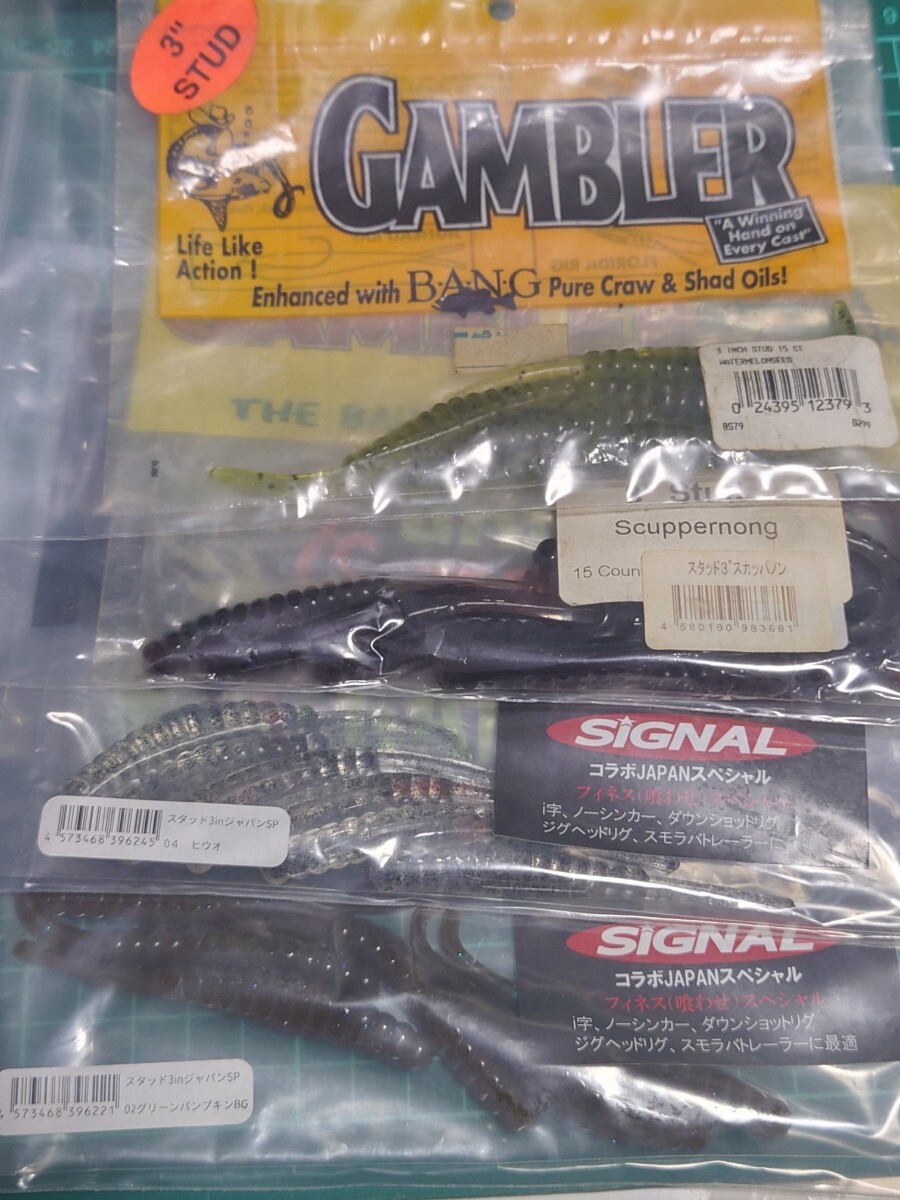 3"
STUD
GAMBLER
"A Winning
Hand on
Every Cast"
Life Like
Action !
Enhanced with B·A·N·G Pure Craw & Shad Oils!
FLORIDA RIG
THE BA
3 INCH STUD 15 CT
WATERMELONSEED
0 24395 12379 3
BS79 0299
Scuppernong
15 Coun
スタッド3"スカッパノン
4 580190 983681
SiGNAL
コラボJAPANスペシャル
フィネス(喰わせ)スペシャル
i字、ノーシンカー、ダウンショットリグ
ジグヘッドリグ、スモラバトレーラーに
スタッド3inジャパンSP
4 573468 396245 04 ヒウオ
SiGNAL
コラボJAPANスペシャル
フィネス(喰わせ)スペシャル
i字、ノーシンカー、ダウンショットリグ
ジグヘッドリグ、スモラバトレーラーに最適
スタッド3inジャパンSP
4 573468 396221 02グリーンパンプキンBG